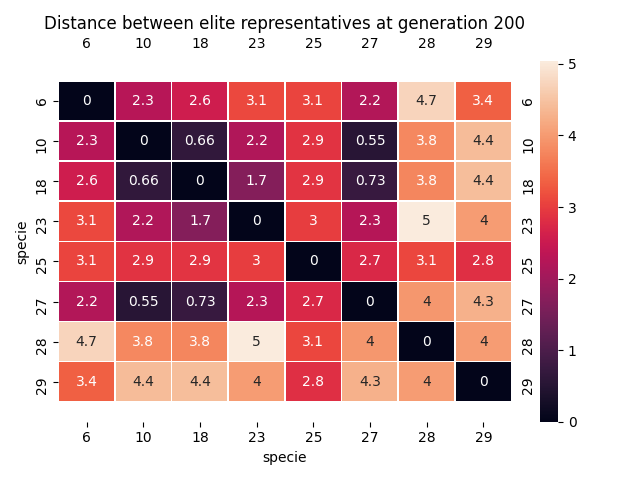 Distance between elite representatives at generation 200
6 10 18 23 25 27 28 29
6 0 2.3 2.6 3.1 3.1 2.2 4.7 3.4 6
10 2.3 0 0.66 2.2 2.9 0.55 3.8 4.4 10
18 2.6 0.66 0 1.7 2.9 0.73 3.8 4.4 18
23 3.1 2.2 1.7 0 3 2.3 5 4 23
25 3.1 2.9 2.9 3 0 2.7 3.1 2.8 25
27 2.2 0.55 0.73 2.3 2.7 0 4 4.3 27
28 4.7 3.8 3.8 5 3.1 4 0 4 28
29 3.4 4.4 4.4 4 2.8 4.3 4 0 29
6 10 18 23 25 27 28 29
specie
specie
5
4
3
2
1
0